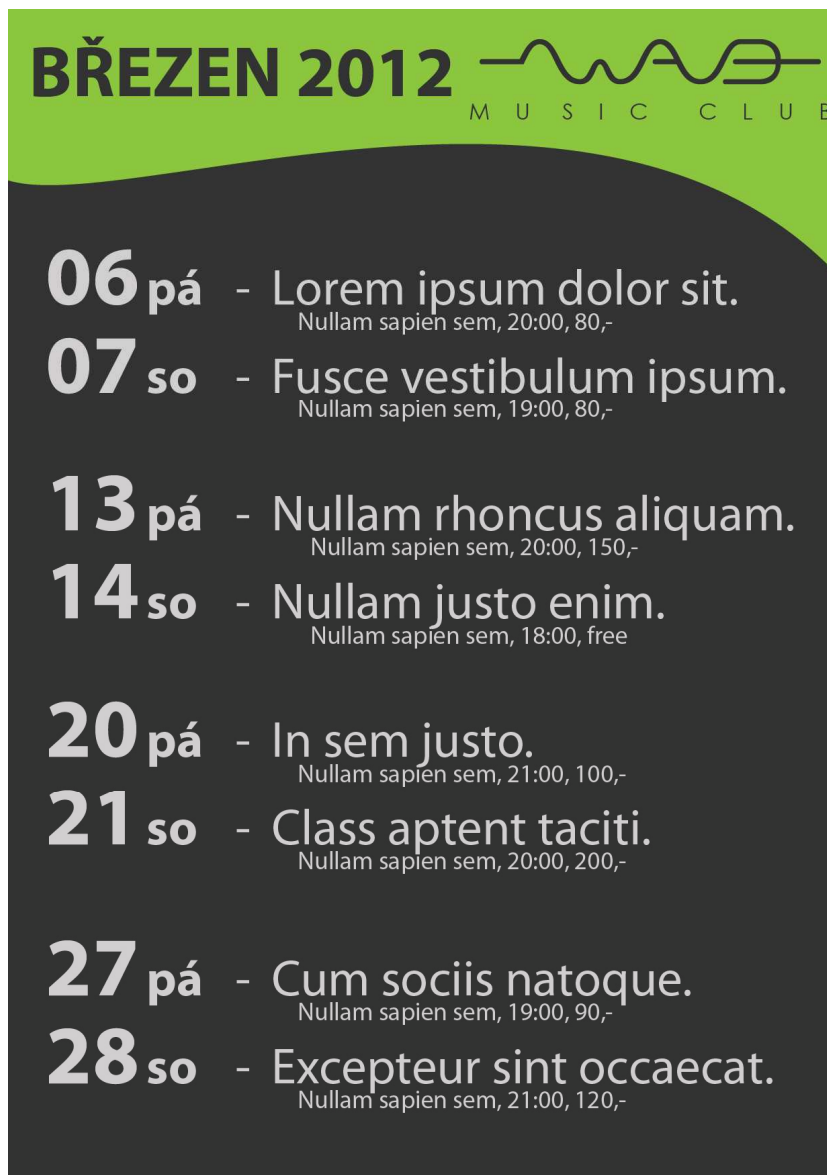 BŘEZEN 2012
WAVE
MUSIC CLUB
06 pá - Lorem ipsum dolor sit.
Nullam sapien sem, 20:00, 80,-
07 so - Fusce vestibulum ipsum.
Nullam sapien sem, 19:00, 80,-
13 pá - Nullam rhoncus aliquam.
Nullam sapien sem, 20:00, 150,-
14 so - Nullam justo enim.
Nullam sapien sem, 18:00, free
20 pá - In sem justo.
Nullam sapien sem, 21:00, 100,-
21 so - Class aptent taciti.
Nullam sapien sem, 20:00, 200,-
27 pá - Cum sociis natoque.
Nullam sapien sem, 19:00, 90,-
28 so - Excepteur sint occaecat.
Nullam sapien sem, 21:00, 120,-